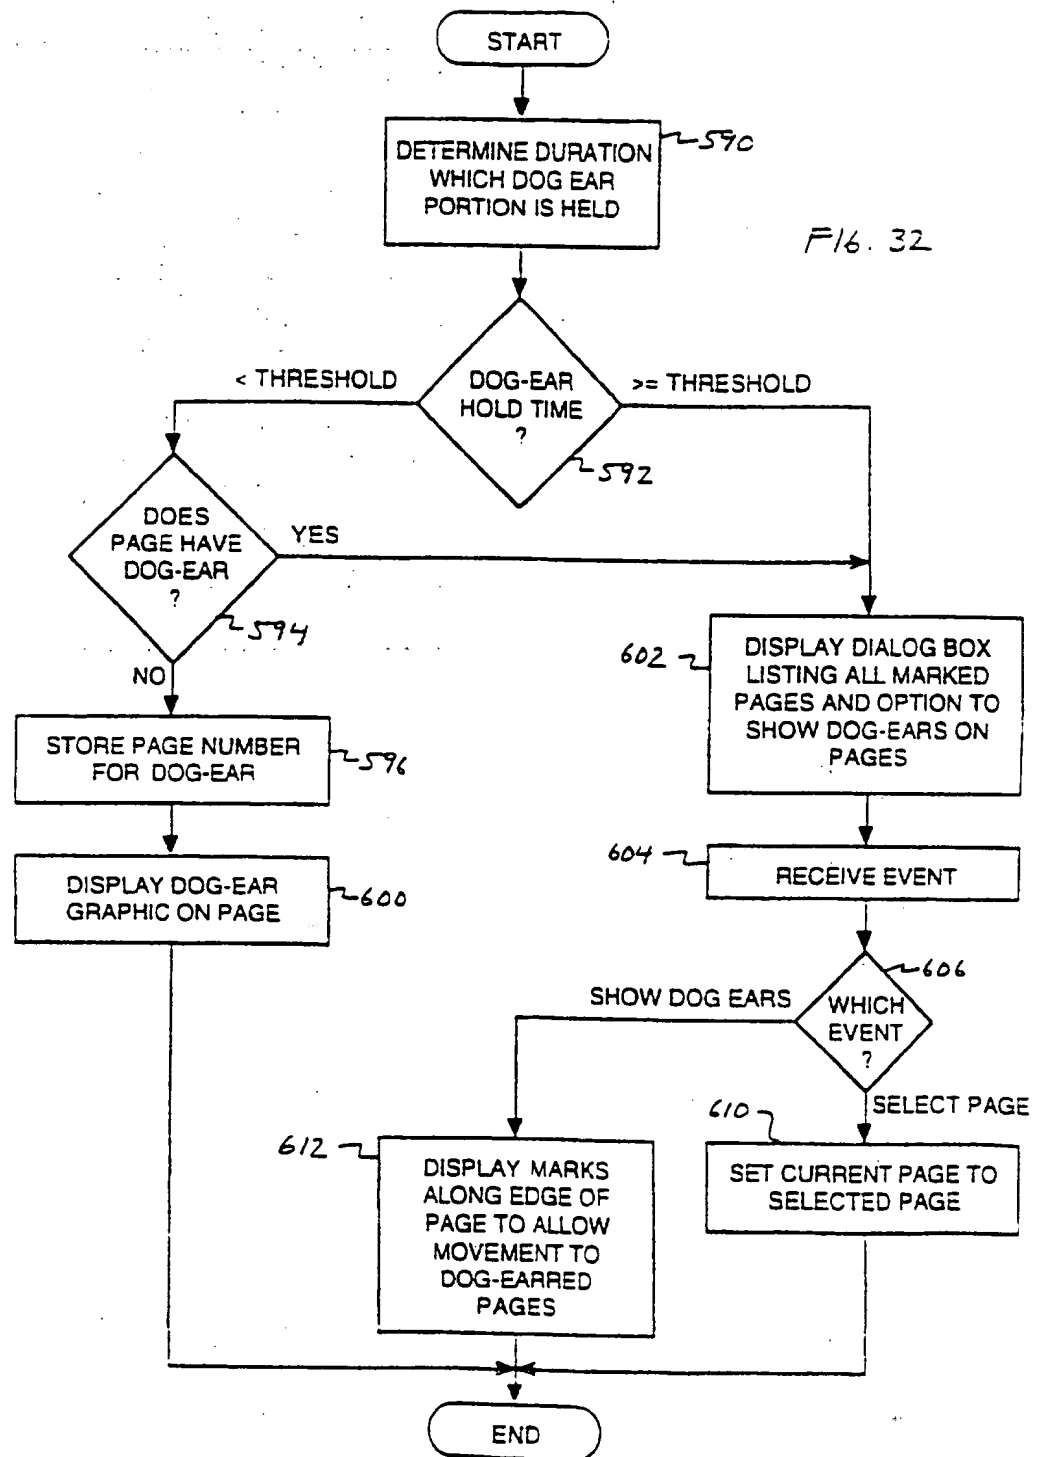 START
DETERMINE DURATION
WHICH DOG EAR
PORTION IS HELD
590
FIG. 32
DOG-EAR
HOLD TIME
?
592
< THRESHOLD
>= THRESHOLD
DOES
PAGE HAVE
DOG-EAR
?
594
YES
NO
STORE PAGE NUMBER
FOR DOG-EAR
596
DISPLAY DOG-EAR
GRAPHIC ON PAGE
600
602
DISPLAY DIALOG BOX
LISTING ALL MARKED
PAGES AND OPTION TO
SHOW DOG-EARS ON
PAGES
604
RECEIVE EVENT
606
WHICH
EVENT
?
SHOW DOG EARS
SELECT PAGE
610
SET CURRENT PAGE TO
SELECTED PAGE
612
DISPLAY MARKS
ALONG EDGE OF
PAGE TO ALLOW
MOVEMENT TO
DOG-EARRED
PAGES
END